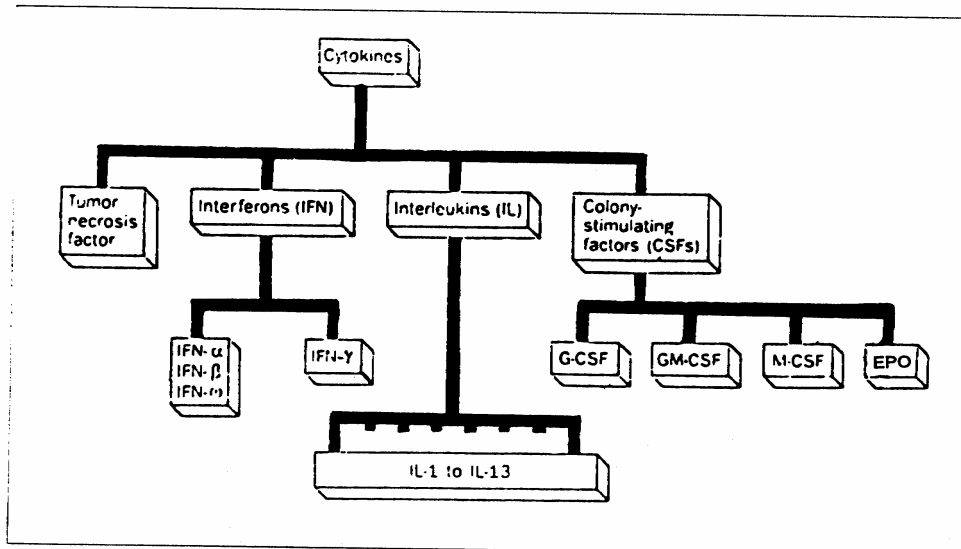 Cytokines
Tumor
necrosis
factor
Interferons (IFN)
Interleukins (IL)
Colony-
stimulating
factors (CSFs)
IFN-α
IFN-β
IFN-ω
IFN-γ
G-CSF
GM-CSF
M-CSF
EPO
IL-1 to IL-13